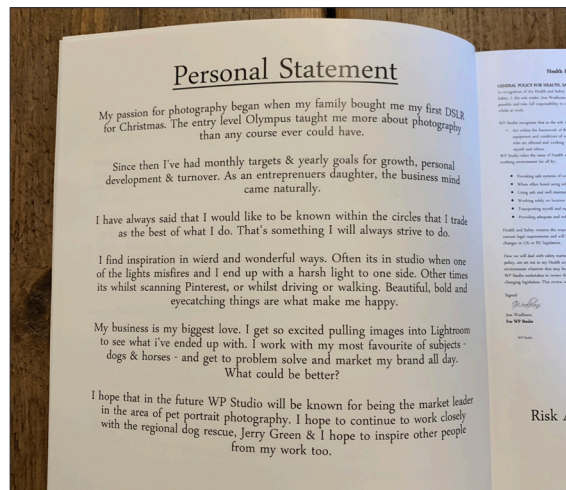 Personal Statement
My passion for photography began when my family bought me my first DSLR
for Christmas. The entry level Olympus taught me more about photography
than any course ever could have.
Since then I've had monthly targets & yearly goals for growth, personal
development & turnover. As an entreprenuers daughter, the business mind
came naturally.
I have always said that I would like to be known within the circles that I trade
as the best of what I do. That's something I will always strive to do.
I find inspiration in wierd and wonderful ways. Often its in studio when one
of the lights misfires and I end up with a harsh light to one side. Other times
its whilst scanning Pinterest, or whilst driving or walking. Beautiful, bold and
eyecatching things are what make me happy.
My business is my biggest love. I get so excited pulling images into Lightroom
to see what i've ended up with. I work with my most favourite of subjects -
dogs & horses - and get to problem solve and market my brand all day.
What could be better?
I hope that in the future WP Studio will be known for being the market leader
in the area of pet portrait photography. I hope to continue to work closely
with the regional dog rescue, Jerry Green & I hope to inspire other people
from my work too.
Health
GENERAL POLICY FOR HEALTH,
Signed
For WP Studio
WP Studio
Risk